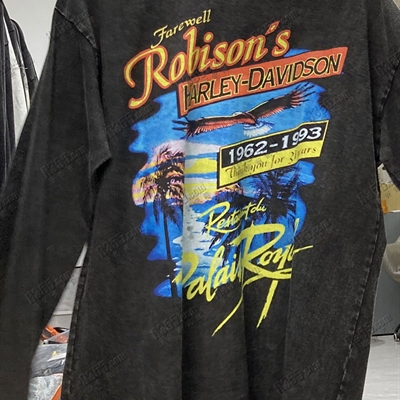 Farewell
Robison's
HARLEY-DAVIDSON
1962-1993
Thank you for 31 years
Palais Royal